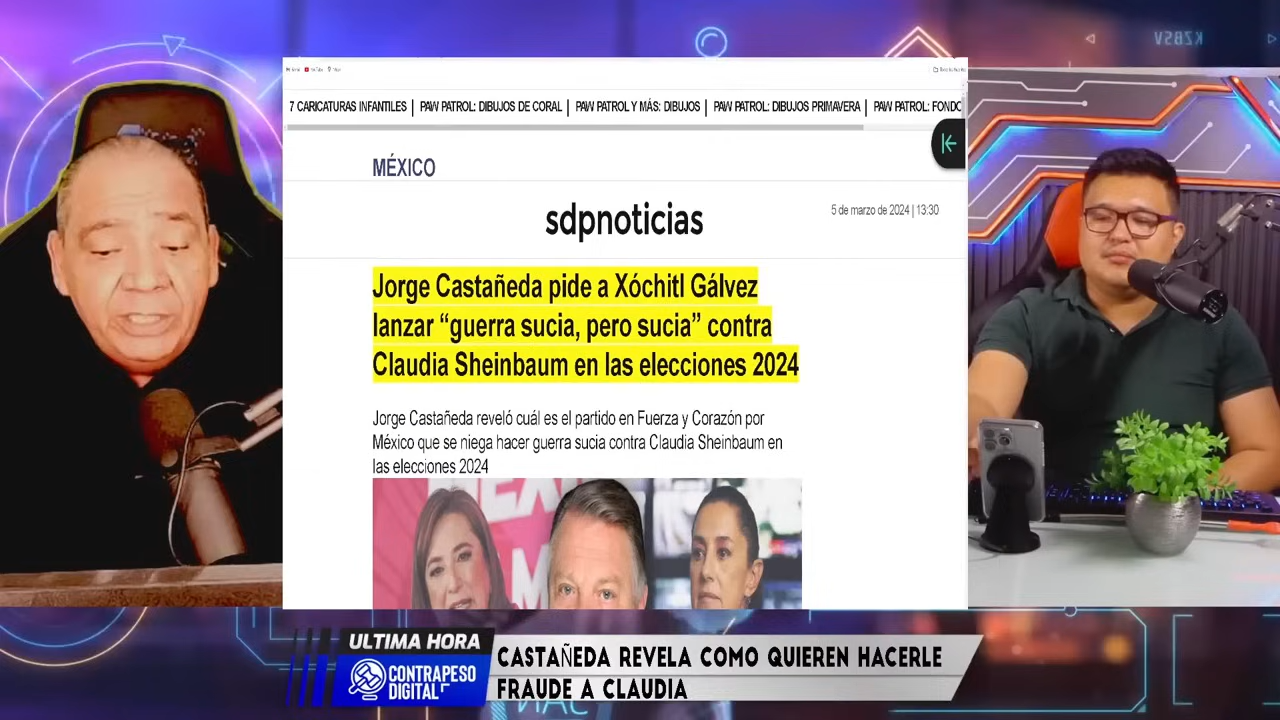 KZBSV
7 CARICATURAS INFANTILES | PAW PATROL: DIBUJOS DE CORAL | PAW PATROL Y MÁS: DIBUJOS | PAW PATROL: DIBUJOS PRIMAVERA | PAW PATROL: FONDO
MÉXICO
sdpnoticias
5 de marzo de 2024 | 13:30
Jorge Castañeda pide a Xóchitl Gálvez
lanzar “guerra sucia, pero sucia” contra
Claudia Sheinbaum en las elecciones 2024
Jorge Castañeda reveló cuál es el partido en Fuerza y Corazón por
México que se niega hacer guerra sucia contra Claudia Sheinbaum en
las elecciones 2024
ULTIMA HORA
CONTRAPESO
DIGITAL
CASTAÑEDA REVELA COMO QUIEREN HACERLE
FRAUDE A CLAUDIA